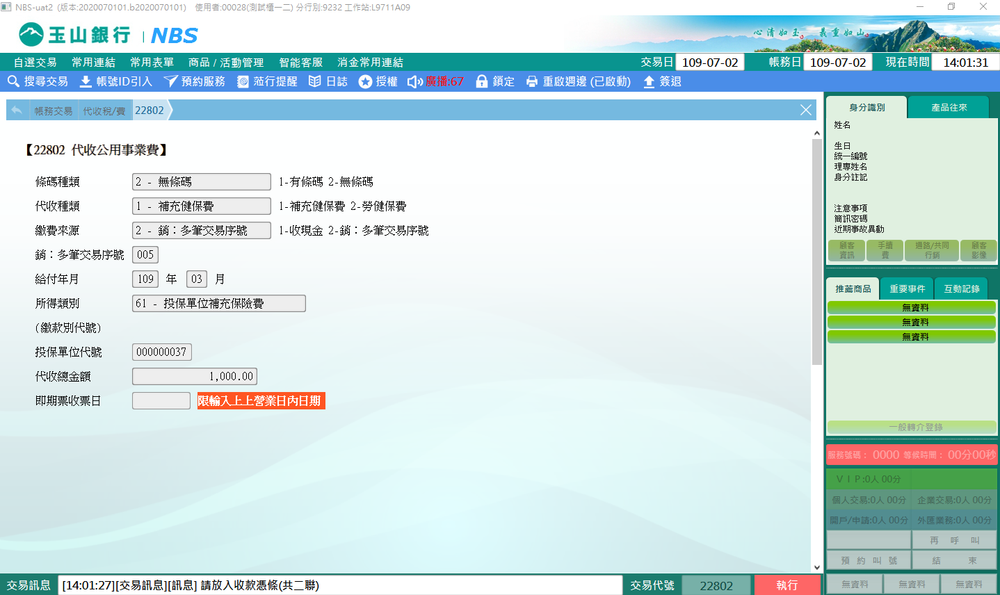 NBS-uat2 (版本:2020070101.b2020070101) 使用者:00028(測試櫃一二) 分行別:9232 工作站:L9711A09
玉山銀行 | NBS
心清如玉。義重如山。
自選交易 常用連結 常用表單 商品 / 活動管理 智能客服 消金常用連結 交易日 109-07-02 帳務日 109-07-02 現在時間 14:01:31
搜尋交易 帳號ID引入 預約服務 蒞行提醒 日誌 授權 廣播:67 鎖定 重啟週邊 (已啟動) 簽退
帳務交易 代收稅/費 22802
【22802 代收公用事業費】
條碼種類 2 - 無條碼 1-有條碼 2-無條碼
代收種類 1 - 補充健保費 1-補充健保費 2-勞健保費
繳費來源 2 - 銷：多筆交易序號 1-收現金 2-銷：多筆交易序號
銷：多筆交易序號 005
給付年月 109 年 03 月
所得類別 61 - 投保單位補充保險費
(繳款別代號)
投保單位代號 000000037
代收總金額 1,000.00
即期票收票日 限輸入上上營業日內日期
交易訊息 [14:01:27][交易訊息][訊息] 請放入收款憑條(共二聯) 交易代號 22802 執行
身分識別 產品往來
姓名
生日
統一編號
理專姓名
身分註記
注意事項
簡訊密碼
近期事故異動
顧客資訊 手續費 通路/共同行銷 顧客影像
推薦商品 重要事件 互動記錄
無資料
無資料
無資料
一般轉介登錄
服務號碼： 0000 等候時間： 00分00秒
ＶＩＰ:0人 00分
個人交易:0人 00分 企業交易:0人 00分
開戶/申請:0人 00分 外匯業務:0人 00分
再 呼 叫
預 約 叫 號 結 束
無資料 無資料 無資料